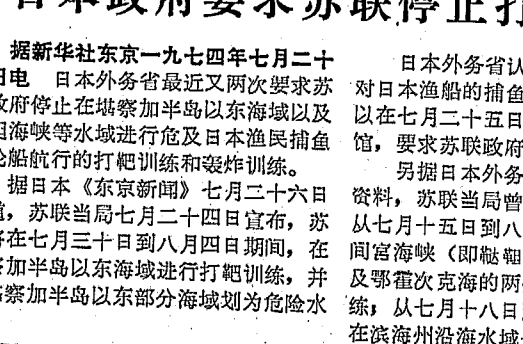 日本政府要求苏联停止打
据新华社东京一九七四年七月二十
日电 日本外务省最近又两次要求苏
政府停止在堪察加半岛以东海域以及
海峡等水域进行危及日本渔民捕鱼
轮船航行的打靶训练和轰炸训练。
据日本《东京新闻》七月二十六日
道,苏联当局七月二十四日宣布,苏
将在七月三十日到八月四日期间,在
察加半岛以东海域进行打靶训练,并
堪察加半岛以东部分海域划为危险水
日本外务省认
对日本渔船的捕鱼
以在七月二十五日
馆,要求苏联政府
另据日本外务
资料,苏联当局曾
从七月十五日到八
间宫海峡(即鞑靼
及鄂霍次克海的两
练;从七月十八日
在滨海州沿海水域